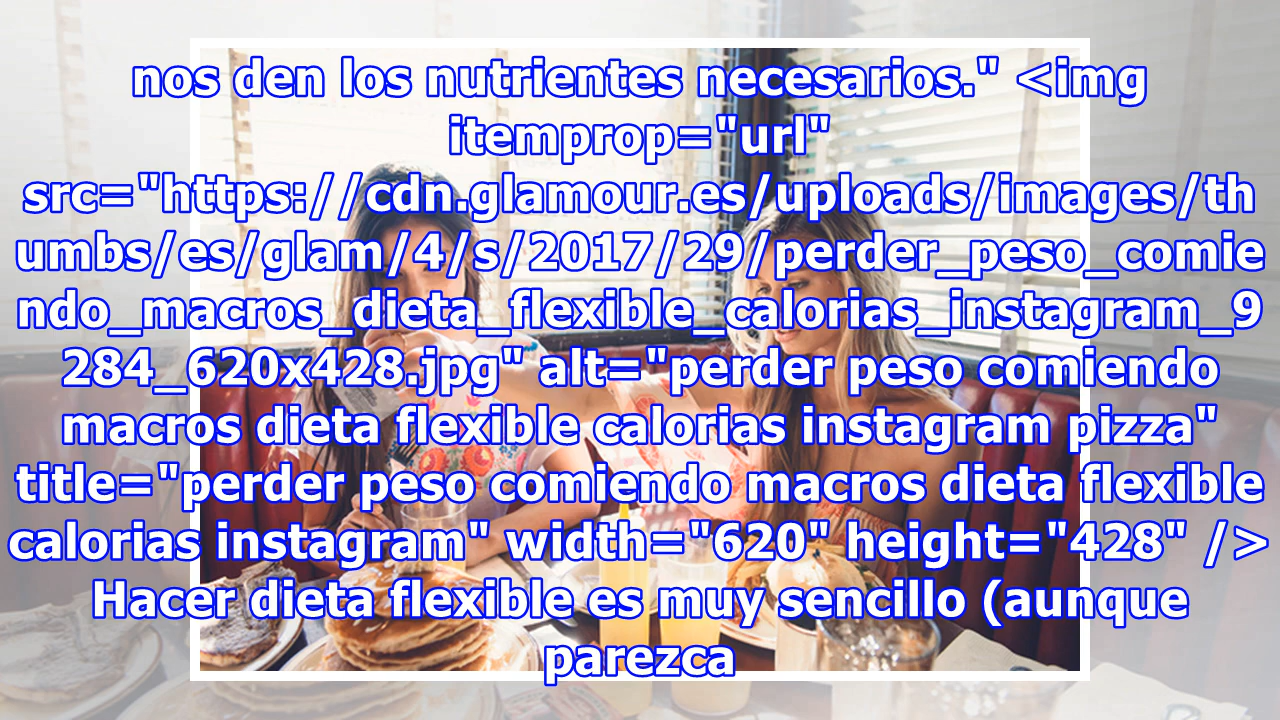 nos den los nutrientes necesarios." <img
itemprop="url"
src="https://cdn.glamour.es/uploads/images/th
umbs/es/glam/4/s/2017/29/perder_peso_comie
ndo_macros_dieta_flexible_calorias_instagram_9
284_620x428.jpg" alt="perder peso comiendo
macros dieta flexible calorias instagram pizza"
title="perder peso comiendo macros dieta flexible
calorias instagram" width="620" height="428" />
Hacer dieta flexible es muy sencillo (aunque
parezca